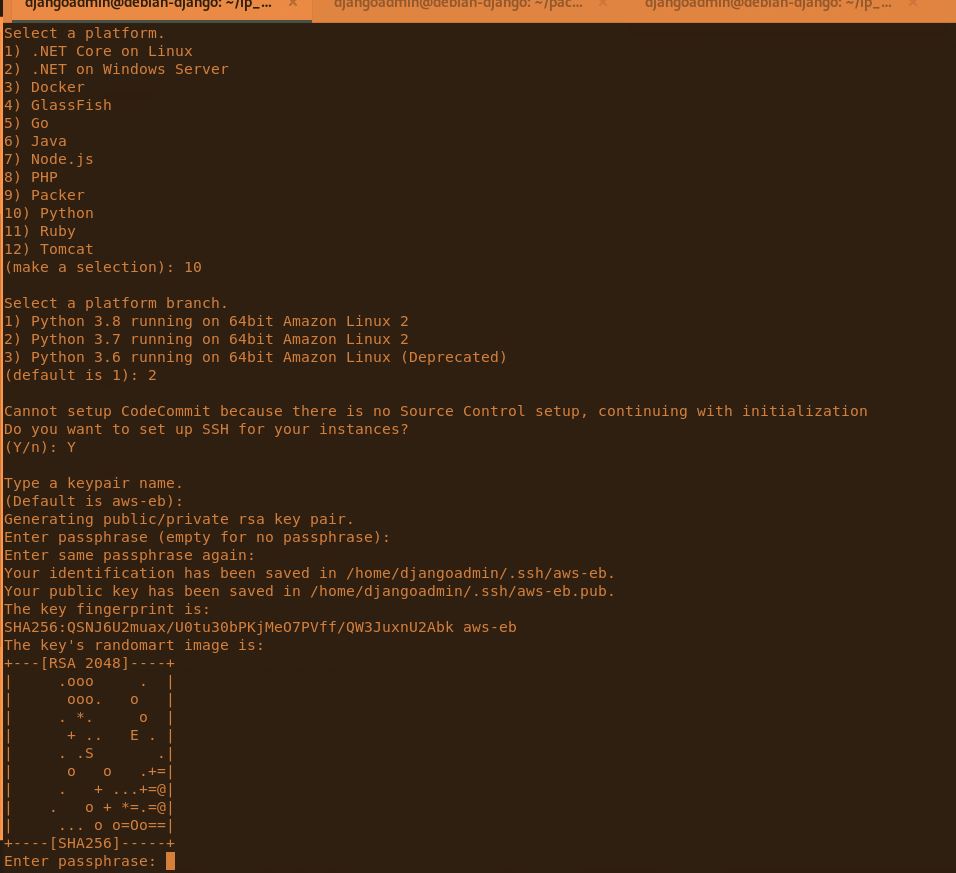 djangoadmin@debian-django: ~/ip_... × djangoadmin@debian-django: ~/pac... × djangoadmin@debian-django: ~/ip_... ×
Select a platform.
1) .NET Core on Linux
2) .NET on Windows Server
3) Docker
4) GlassFish
5) Go
6) Java
7) Node.js
8) PHP
9) Packer
10) Python
11) Ruby
12) Tomcat
(make a selection): 10
Select a platform branch.
1) Python 3.8 running on 64bit Amazon Linux 2
2) Python 3.7 running on 64bit Amazon Linux 2
3) Python 3.6 running on 64bit Amazon Linux (Deprecated)
(default is 1): 2
Cannot setup CodeCommit because there is no Source Control setup, continuing with initialization
Do you want to set up SSH for your instances?
(Y/n): Y
Type a keypair name.
(Default is aws-eb):
Generating public/private rsa key pair.
Enter passphrase (empty for no passphrase):
Enter same passphrase again:
Your identification has been saved in /home/djangoadmin/.ssh/aws-eb.
Your public key has been saved in /home/djangoadmin/.ssh/aws-eb.pub.
The key fingerprint is:
SHA256:QSNJ6U2muax/U0tu30bPKjMeO7PVff/QW3JuxnU2Abk aws-eb
The key's randomart image is:
+---[RSA 2048]----+
|     .ooo     .  |
|      ooo.   o   |
|     . *.     o  |
|      + ..   E . |
|     . .S       .|
|      o   o   .+=|
|     .   + ...+=@|
|    .   o + *=.=@|
|     ... o o=Oo==|
+----[SHA256]-----+
Enter passphrase: